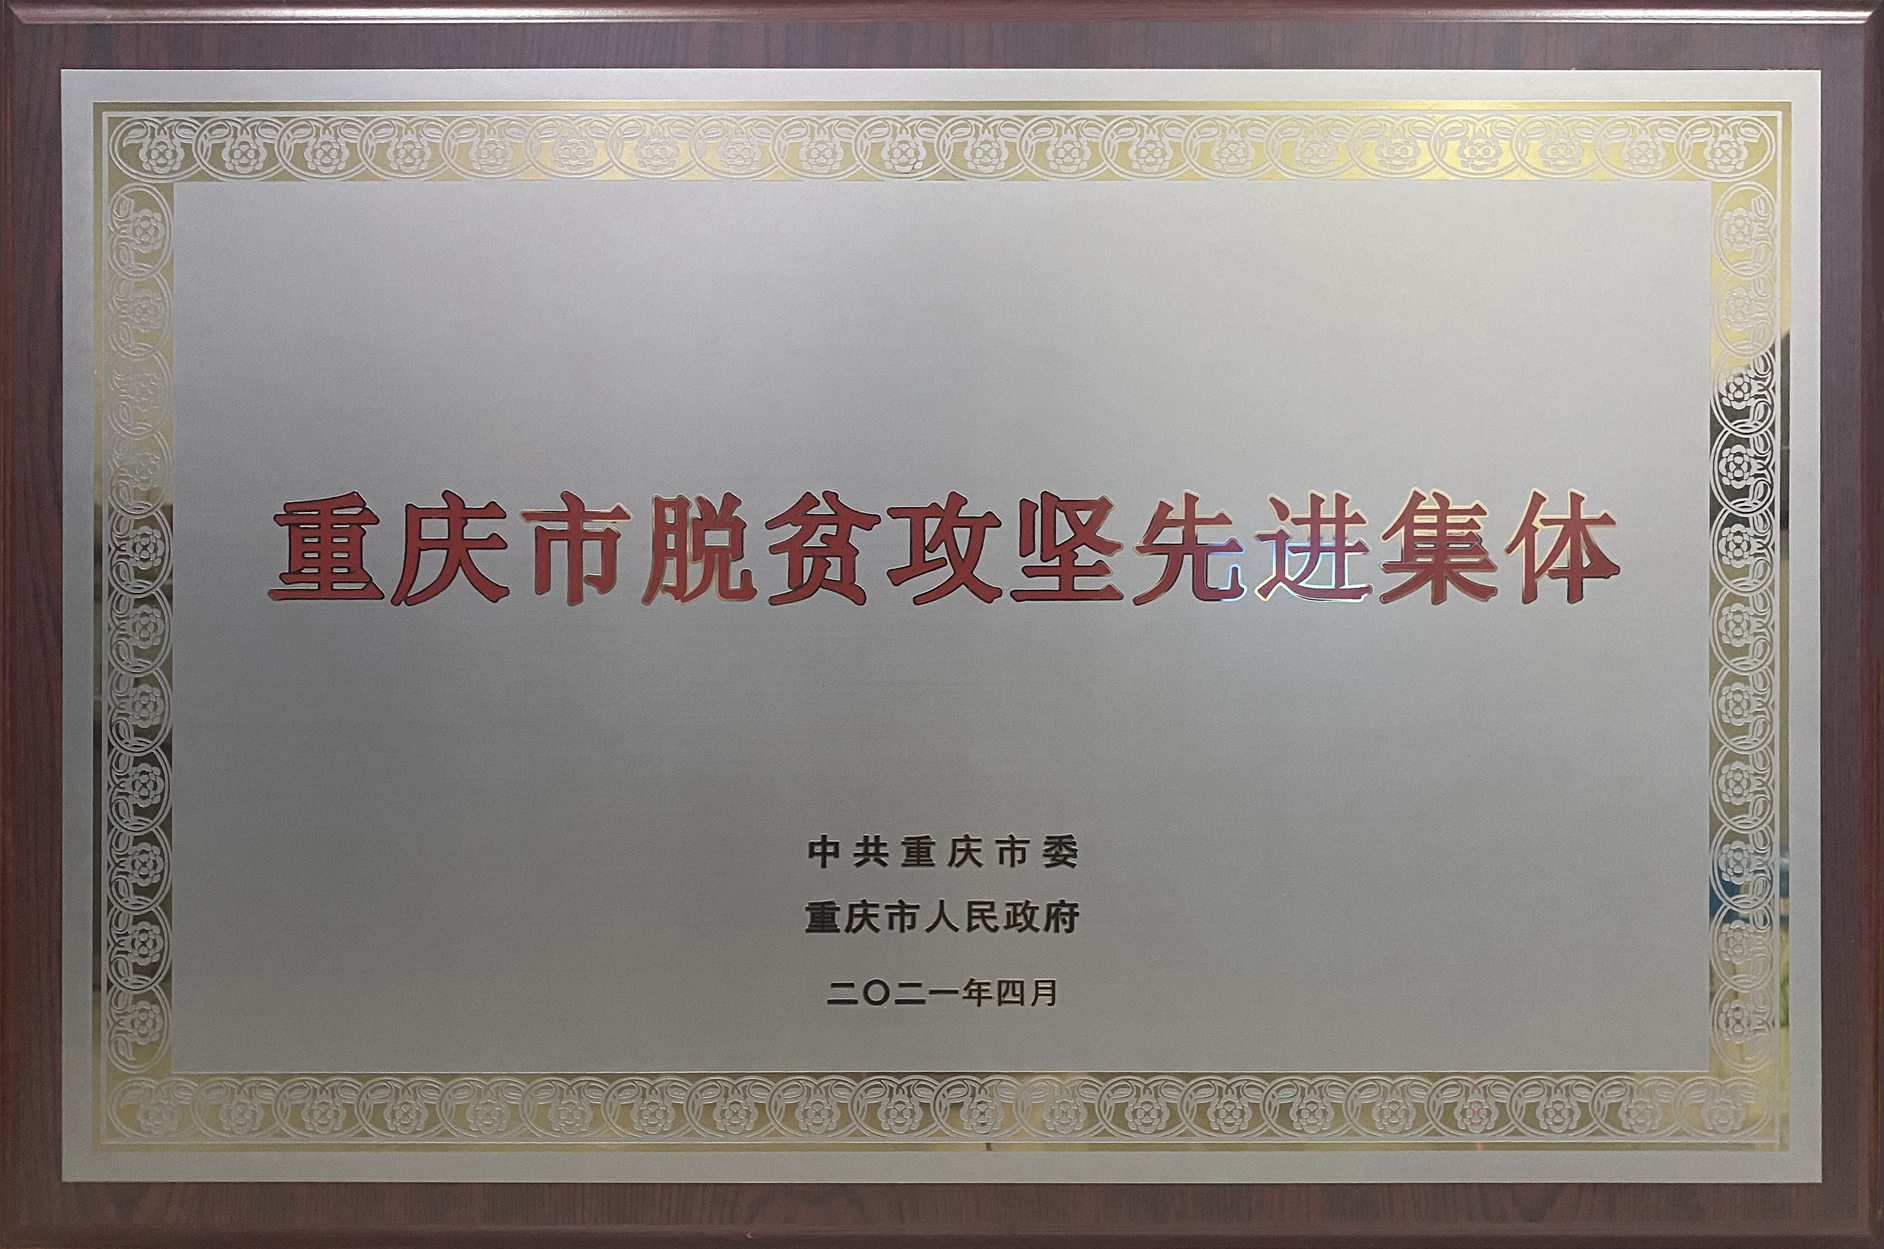 重庆市脱贫攻坚先进集体
中共重庆市委
重庆市人民政府
二〇二一年四月